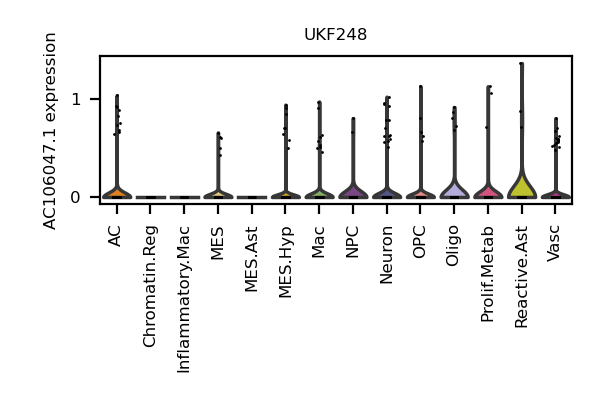 UKF248
AC106047.1 expression
1
0
AC
Chromatin.Reg
Inflammatory.Mac
MES
MES.Ast
MES.Hyp
Mac
NPC
Neuron
OPC
Oligo
Prolif.Metab
Reactive.Ast
Vasc